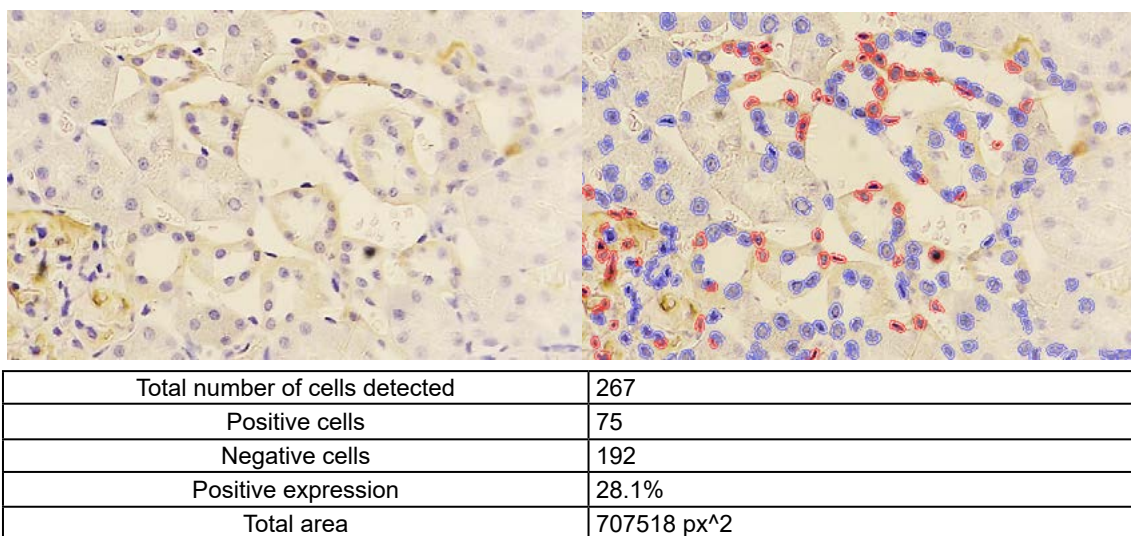 Total number of cells detected 267
Positive cells 75
Negative cells 192
Positive expression 28.1%
Total area 707518 px^2